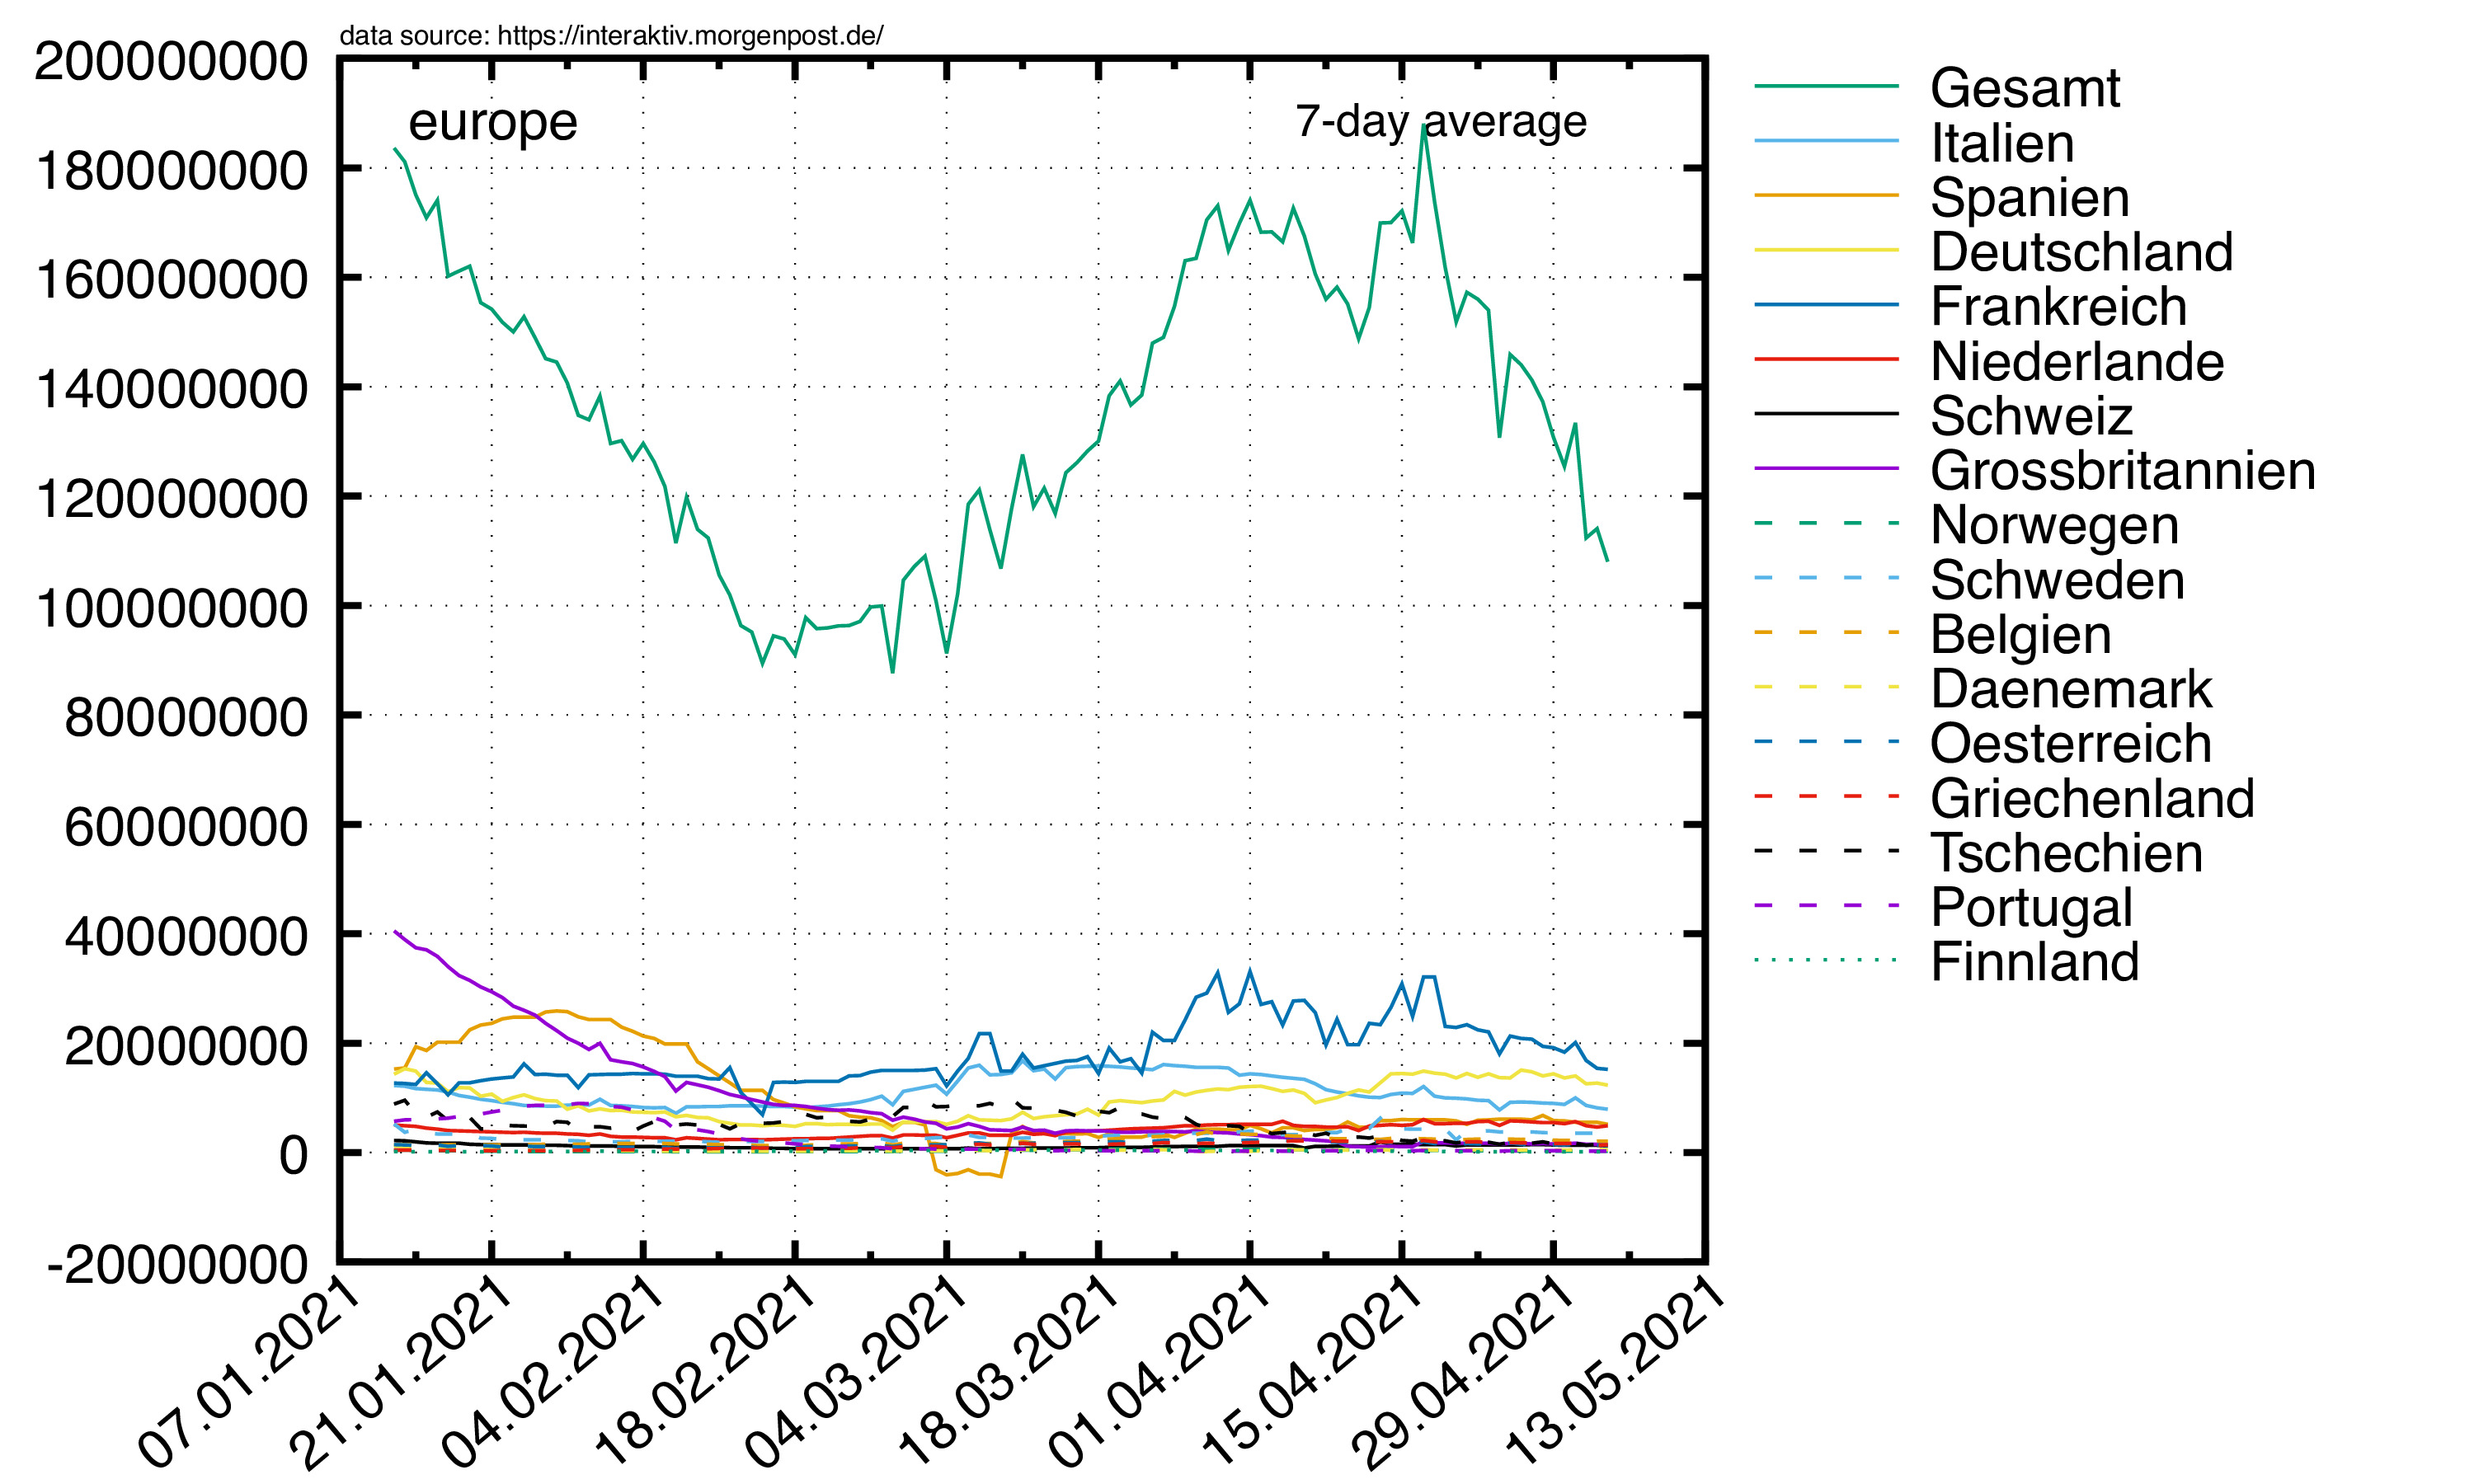 data source: https://interaktiv.morgenpost.de/
europe
7-day average
200000000
180000000
160000000
140000000
120000000
100000000
80000000
60000000
40000000
20000000
0
-20000000
07.01.2021
21.01.2021
04.02.2021
18.02.2021
04.03.2021
18.03.2021
01.04.2021
15.04.2021
29.04.2021
13.05.2021
Gesamt
Italien
Spanien
Deutschland
Frankreich
Niederlande
Schweiz
Grossbritannien
Norwegen
Schweden
Belgien
Daenemark
Oesterreich
Griechenland
Tschechien
Portugal
Finnland